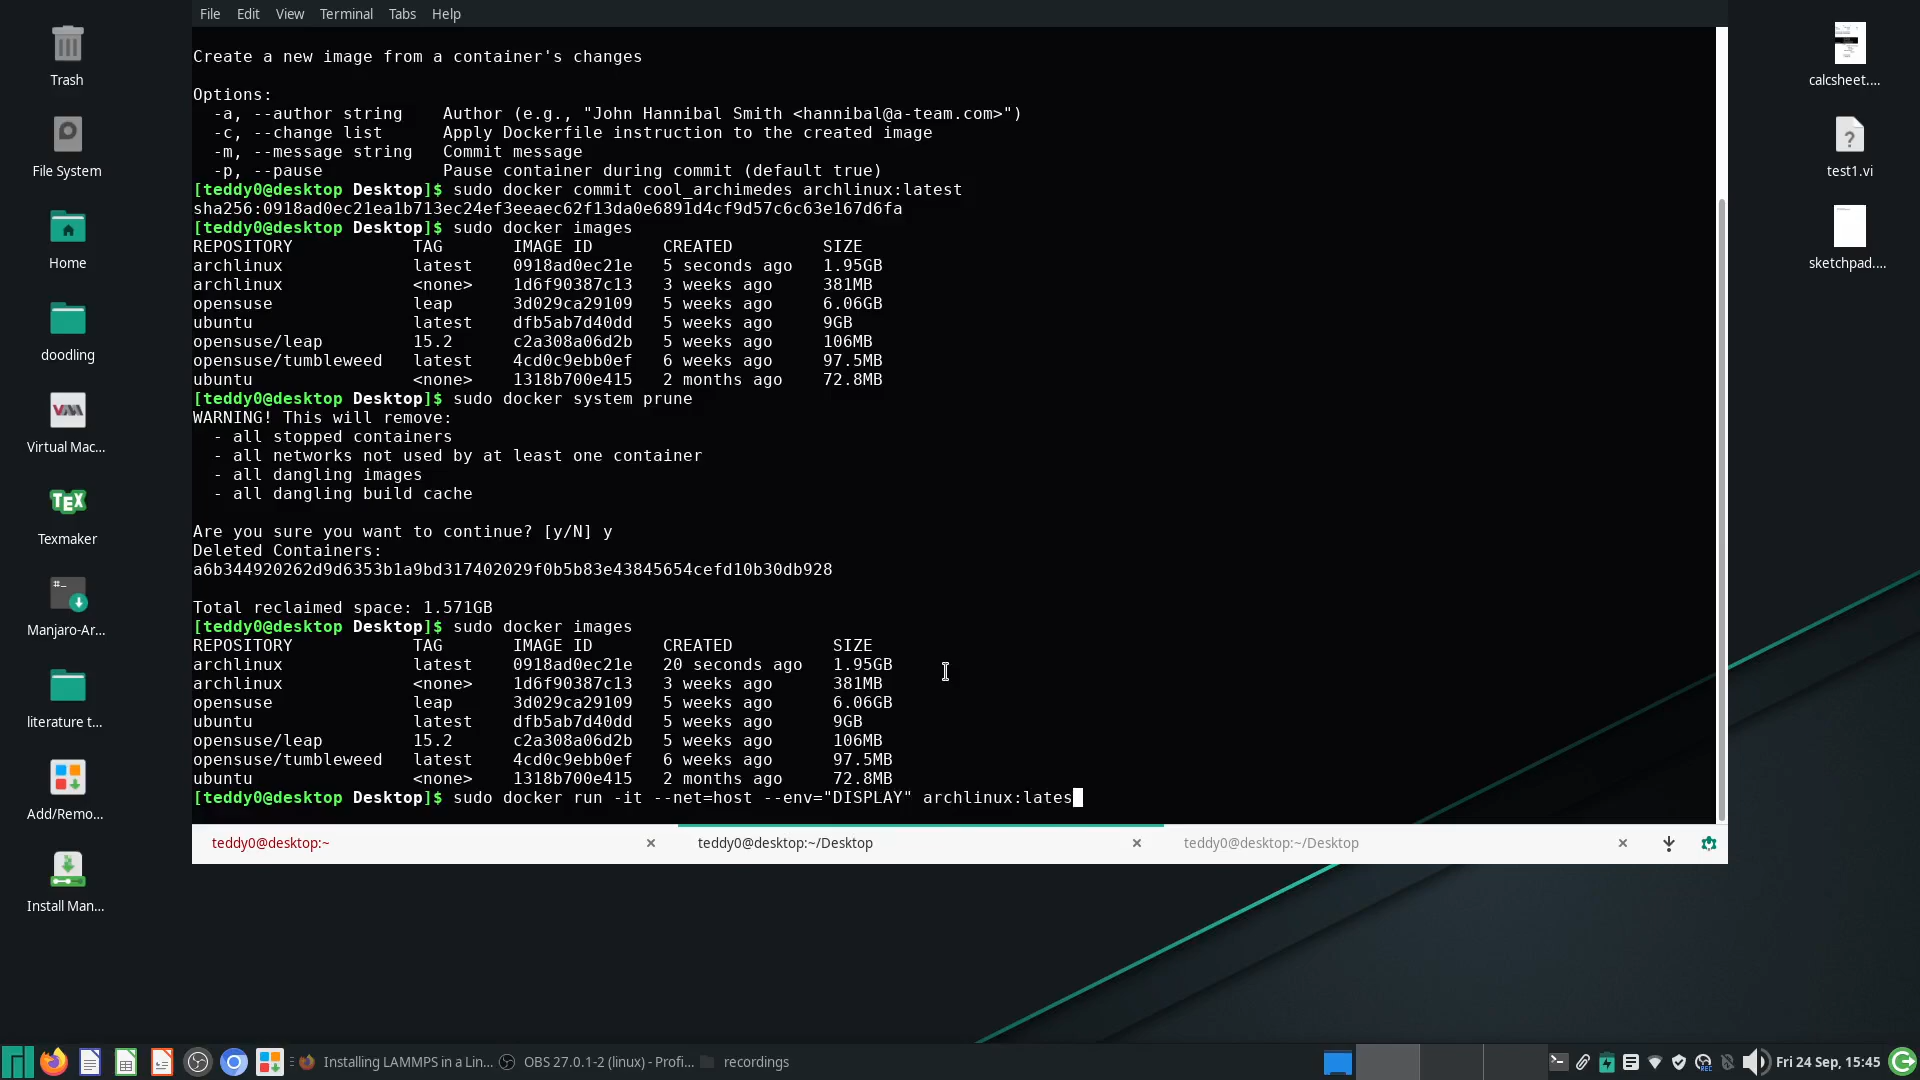 File Edit View Terminal Tabs Help
Create a new image from a container's changes
Options:
-a, --author string Author (e.g., "John Hannibal Smith <hannibal@a-team.com>")
-c, --change list Apply Dockerfile instruction to the created image
-m, --message string Commit message
-p, --pause Pause container during commit (default true)
[teddy0@desktop Desktop]$ sudo docker commit cool_archimedes archlinux:latest
sha256:0918ad0ec21ea1b713ec24ef3eeaec62f13da0e6891d4cf9d57c6c63e167d6fa
[teddy0@desktop Desktop]$ sudo docker images
REPOSITORY TAG IMAGE ID CREATED SIZE
archlinux latest 0918ad0ec21e 5 seconds ago 1.95GB
archlinux <none> 1d6f90387c13 3 weeks ago 381MB
opensuse leap 3d029ca29109 5 weeks ago 6.06GB
ubuntu latest dfb5ab7d40dd 5 weeks ago 9GB
opensuse/leap 15.2 c2a308a06d2b 5 weeks ago 106MB
opensuse/tumbleweed latest 4cd0c9ebb0ef 6 weeks ago 97.5MB
ubuntu <none> 1318b700e415 2 months ago 72.8MB
[teddy0@desktop Desktop]$ sudo docker system prune
WARNING! This will remove:
- all stopped containers
- all networks not used by at least one container
- all dangling images
- all dangling build cache
Are you sure you want to continue? [y/N] y
Deleted Containers:
a6b344920262d9d6353b1a9bd317402029f0b5b83e43845654cefd10b30db928
Total reclaimed space: 1.571GB
[teddy0@desktop Desktop]$ sudo docker images
REPOSITORY TAG IMAGE ID CREATED SIZE
archlinux latest 0918ad0ec21e 20 seconds ago 1.95GB
archlinux <none> 1d6f90387c13 3 weeks ago 381MB
opensuse leap 3d029ca29109 5 weeks ago 6.06GB
ubuntu latest dfb5ab7d40dd 5 weeks ago 9GB
opensuse/leap 15.2 c2a308a06d2b 5 weeks ago 106MB
opensuse/tumbleweed latest 4cd0c9ebb0ef 6 weeks ago 97.5MB
ubuntu <none> 1318b700e415 2 months ago 72.8MB
[teddy0@desktop Desktop]$ sudo docker run -it --net=host --env="DISPLAY" archlinux:lates
teddy0@desktop:~ teddy0@desktop:~/Desktop teddy0@desktop:~/Desktop
Trash
File System
Home
doodling
Virtual Mac...
TEX
Texmaker
Manjaro-Ar...
literature t...
Add/Remo...
Install Man...
calcsheet....
test1.vi
sketchpad....
Installing LAMMPS in a Lin... OBS 27.0.1-2 (linux) - Profi... recordings
Fri 24 Sep, 15:45